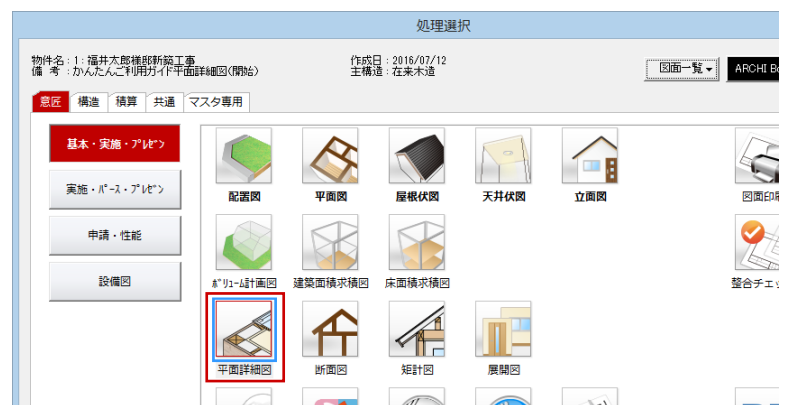 処理選択
物件名：1：福井太郎様邸新築工事
作成日：2016/07/12
備　考：かんたんご利用ガイド平面詳細図(開始)
主構造：在来木造
図面一覧
ARCHI Bo
意匠 構造 積算 共通 マスタ専用
基本・実施・ﾌﾟﾚｾﾞﾝ
実施・ﾊﾟｰｽ・ﾌﾟﾚｾﾞﾝ
申請・性能
設備図
配置図 平面図 屋根伏図 天井伏図 立面図 図面印刷
ﾎﾞﾘｭｰﾑ計画図 建築面積求積図 床面積求積図 整合チェッ
平面詳細図 断面図 矩計図 展開図